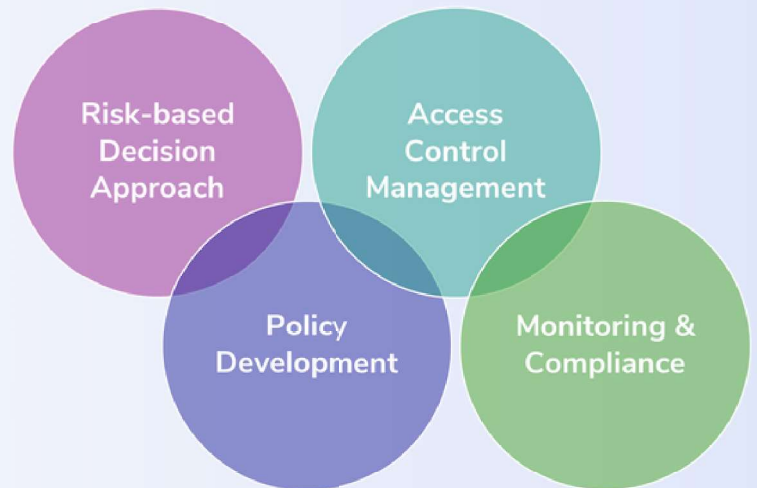 Risk-based
Decision
Approach
Access
Control
Management
Policy
Development
Monitoring &
Compliance